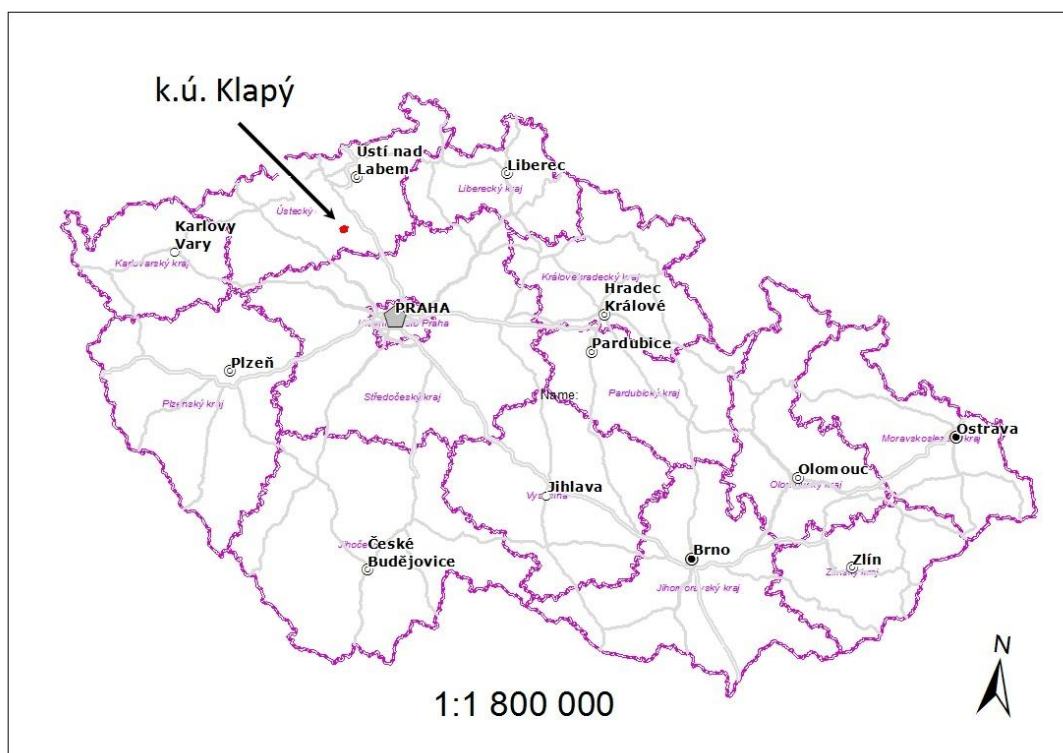 k.ú. Klapý
Ústí nad
Labem
Liberec
Liberecký kraj
Ústecký
Karlovy
Vary
Karlovarský kraj
Královéhradecký kraj
Hradec
Králové
PRAHA
Praha
Pardubice
Plzeň
Plzeňský kraj
Středočeský kraj
Name:
Pardubický kraj
Ostrava
kraj
Olomouc
Jihlava
České
Budějovice
Brno
Zlín
Jihomoravský kraj
N
1:1 800 000